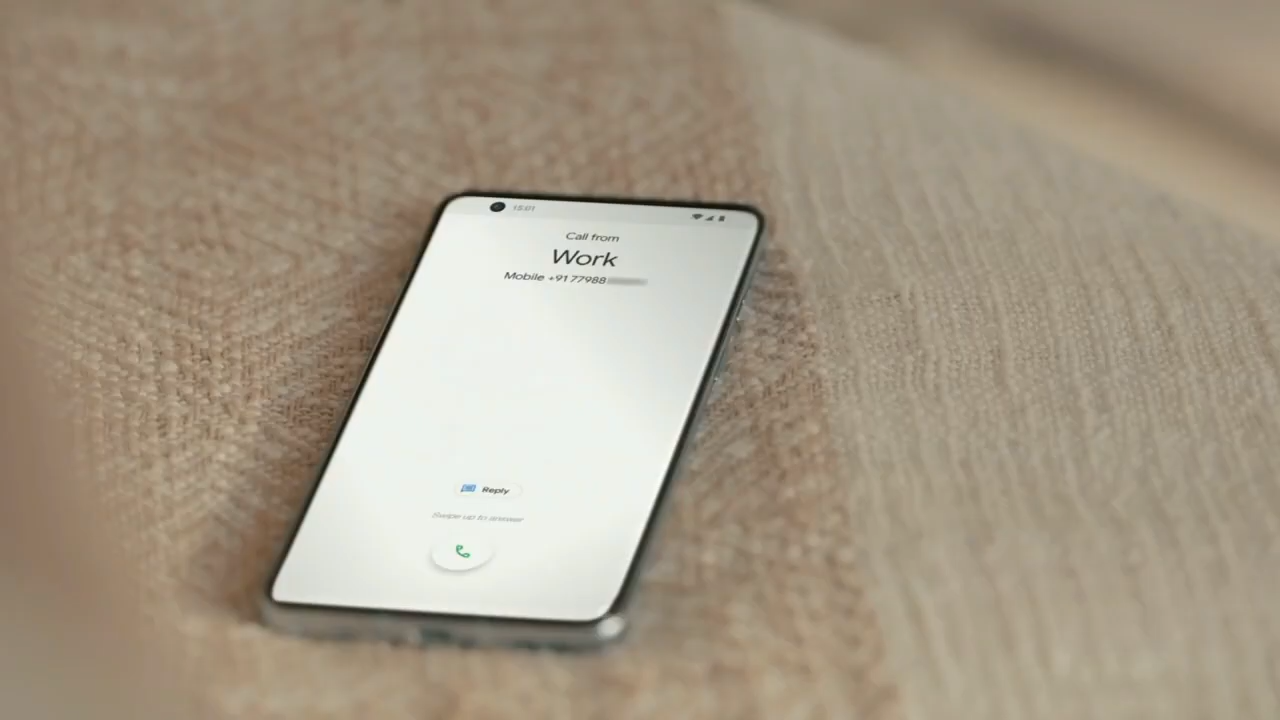 15:01
Call from
Work
Mobile +91 77988
Reply
Swipe up to answer